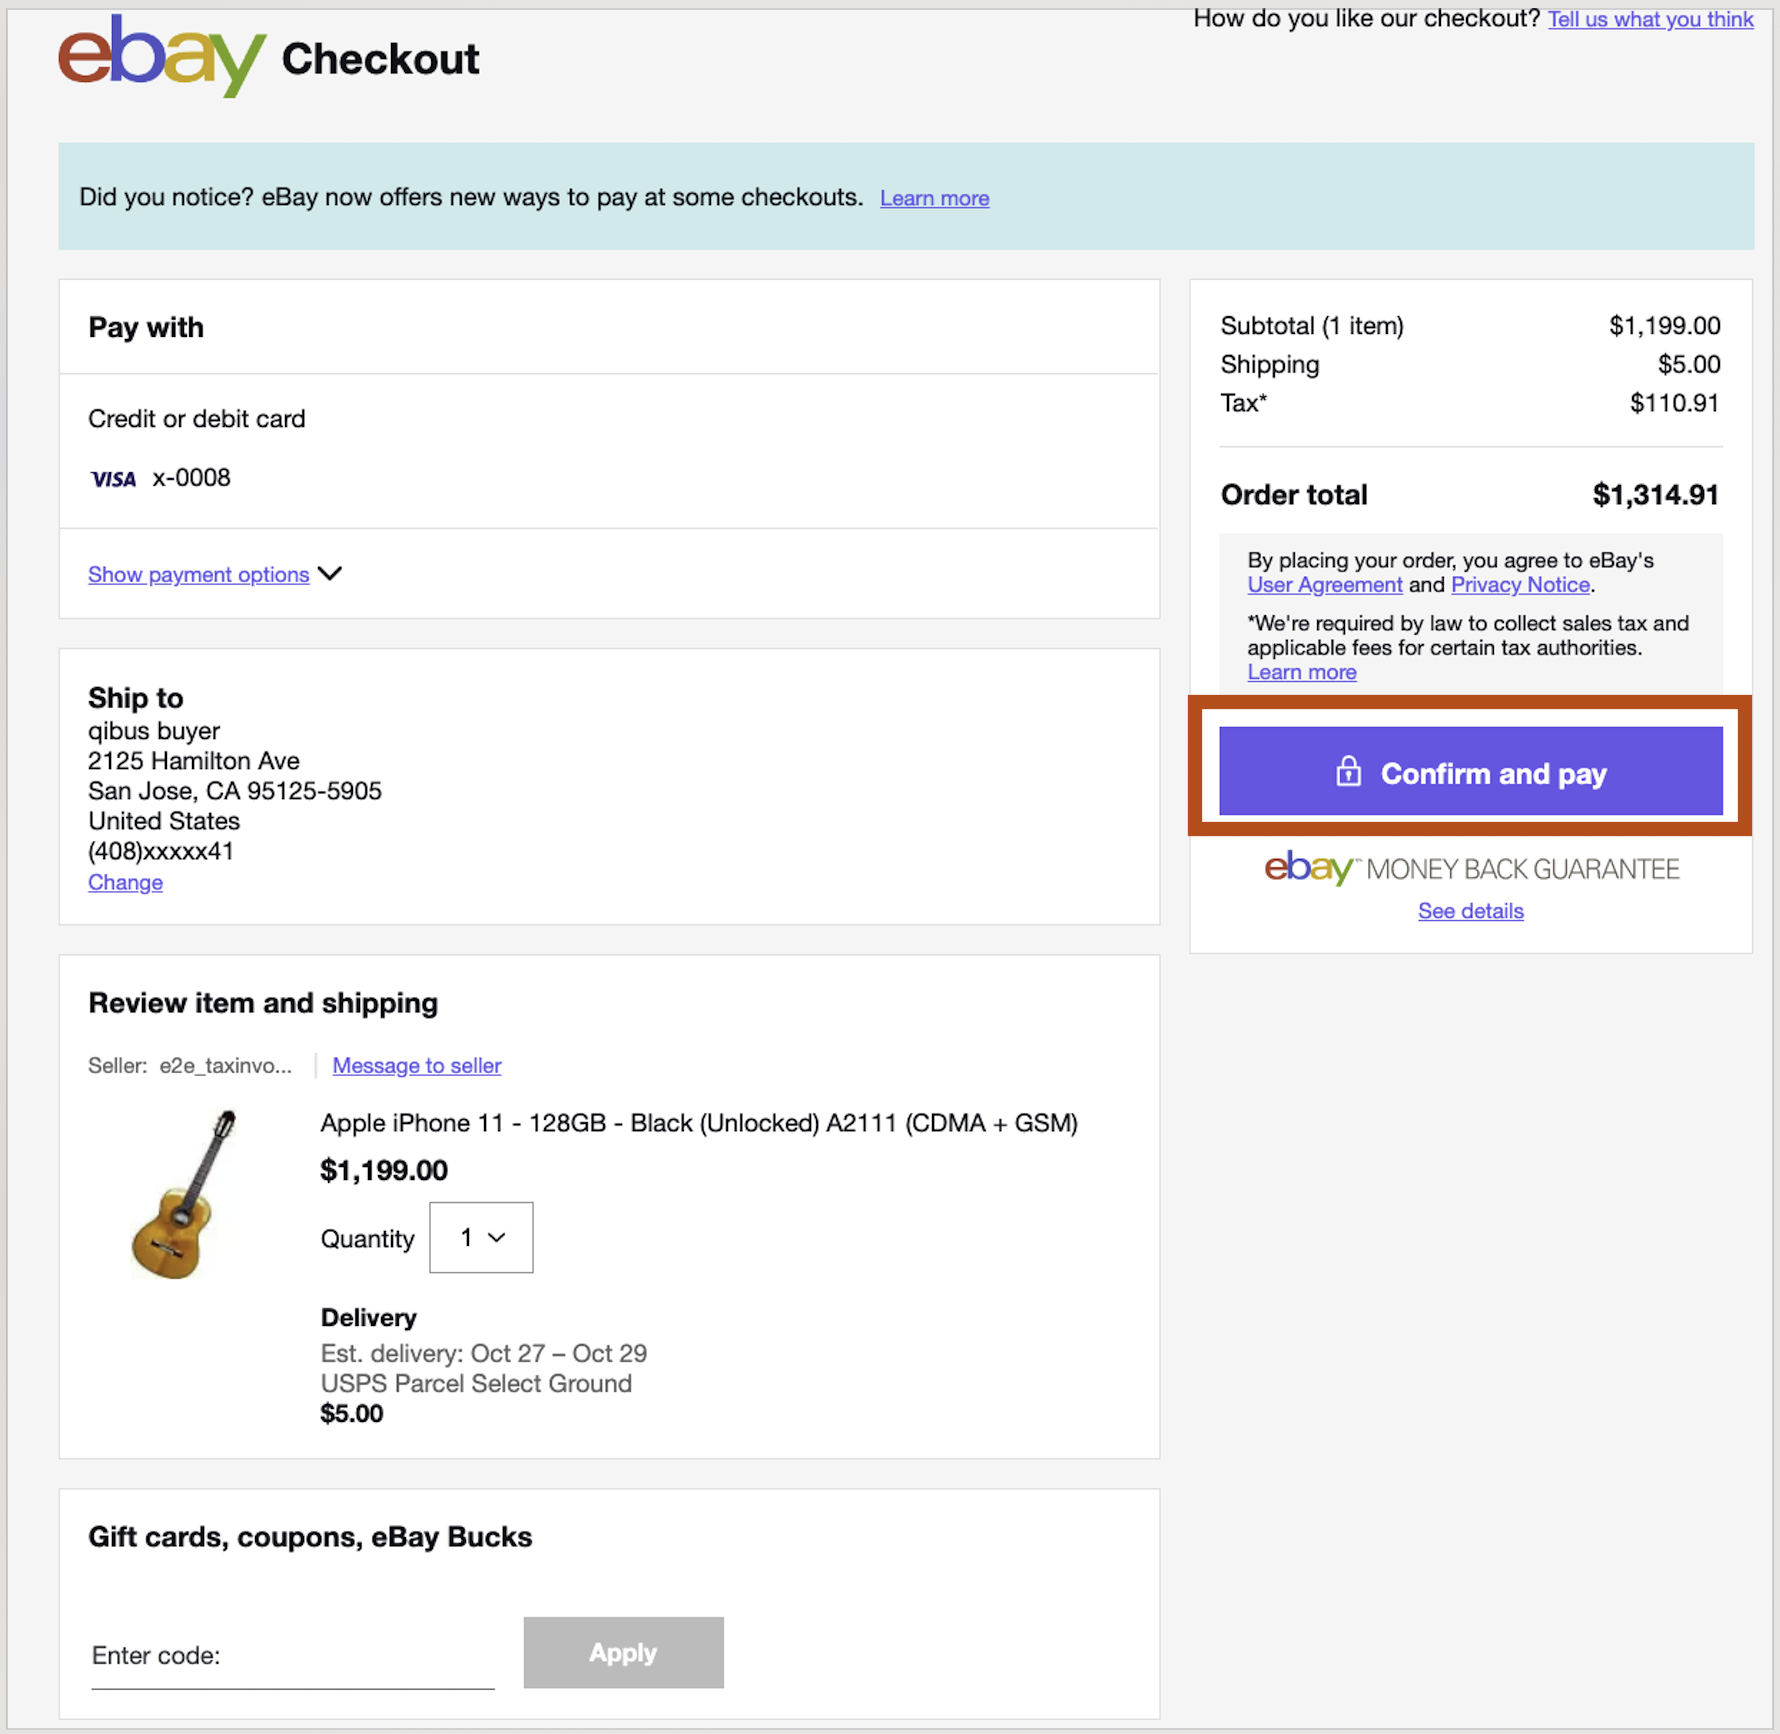 How do you like our checkout? Tell us what you think
ebay Checkout
Did you notice? eBay now offers new ways to pay at some checkouts. Learn more
Pay with
Credit or debit card
VISA x-0008
Show payment options
Ship to
qibus buyer
2125 Hamilton Ave
San Jose, CA 95125-5905
United States
(408)xxxxx41
Change
Review item and shipping
Seller: e2e_taxinvo... Message to seller
Apple iPhone 11 - 128GB - Black (Unlocked) A2111 (CDMA + GSM)
$1,199.00
Quantity 1
Delivery
Est. delivery: Oct 27 – Oct 29
USPS Parcel Select Ground
$5.00
Gift cards, coupons, eBay Bucks
Enter code:
Apply
Subtotal (1 item) $1,199.00
Shipping $5.00
Tax* $110.91
Order total $1,314.91
By placing your order, you agree to eBay's
User Agreement and Privacy Notice.
*We're required by law to collect sales tax and
applicable fees for certain tax authorities.
Learn more
Confirm and pay
ebay™ MONEY BACK GUARANTEE
See details